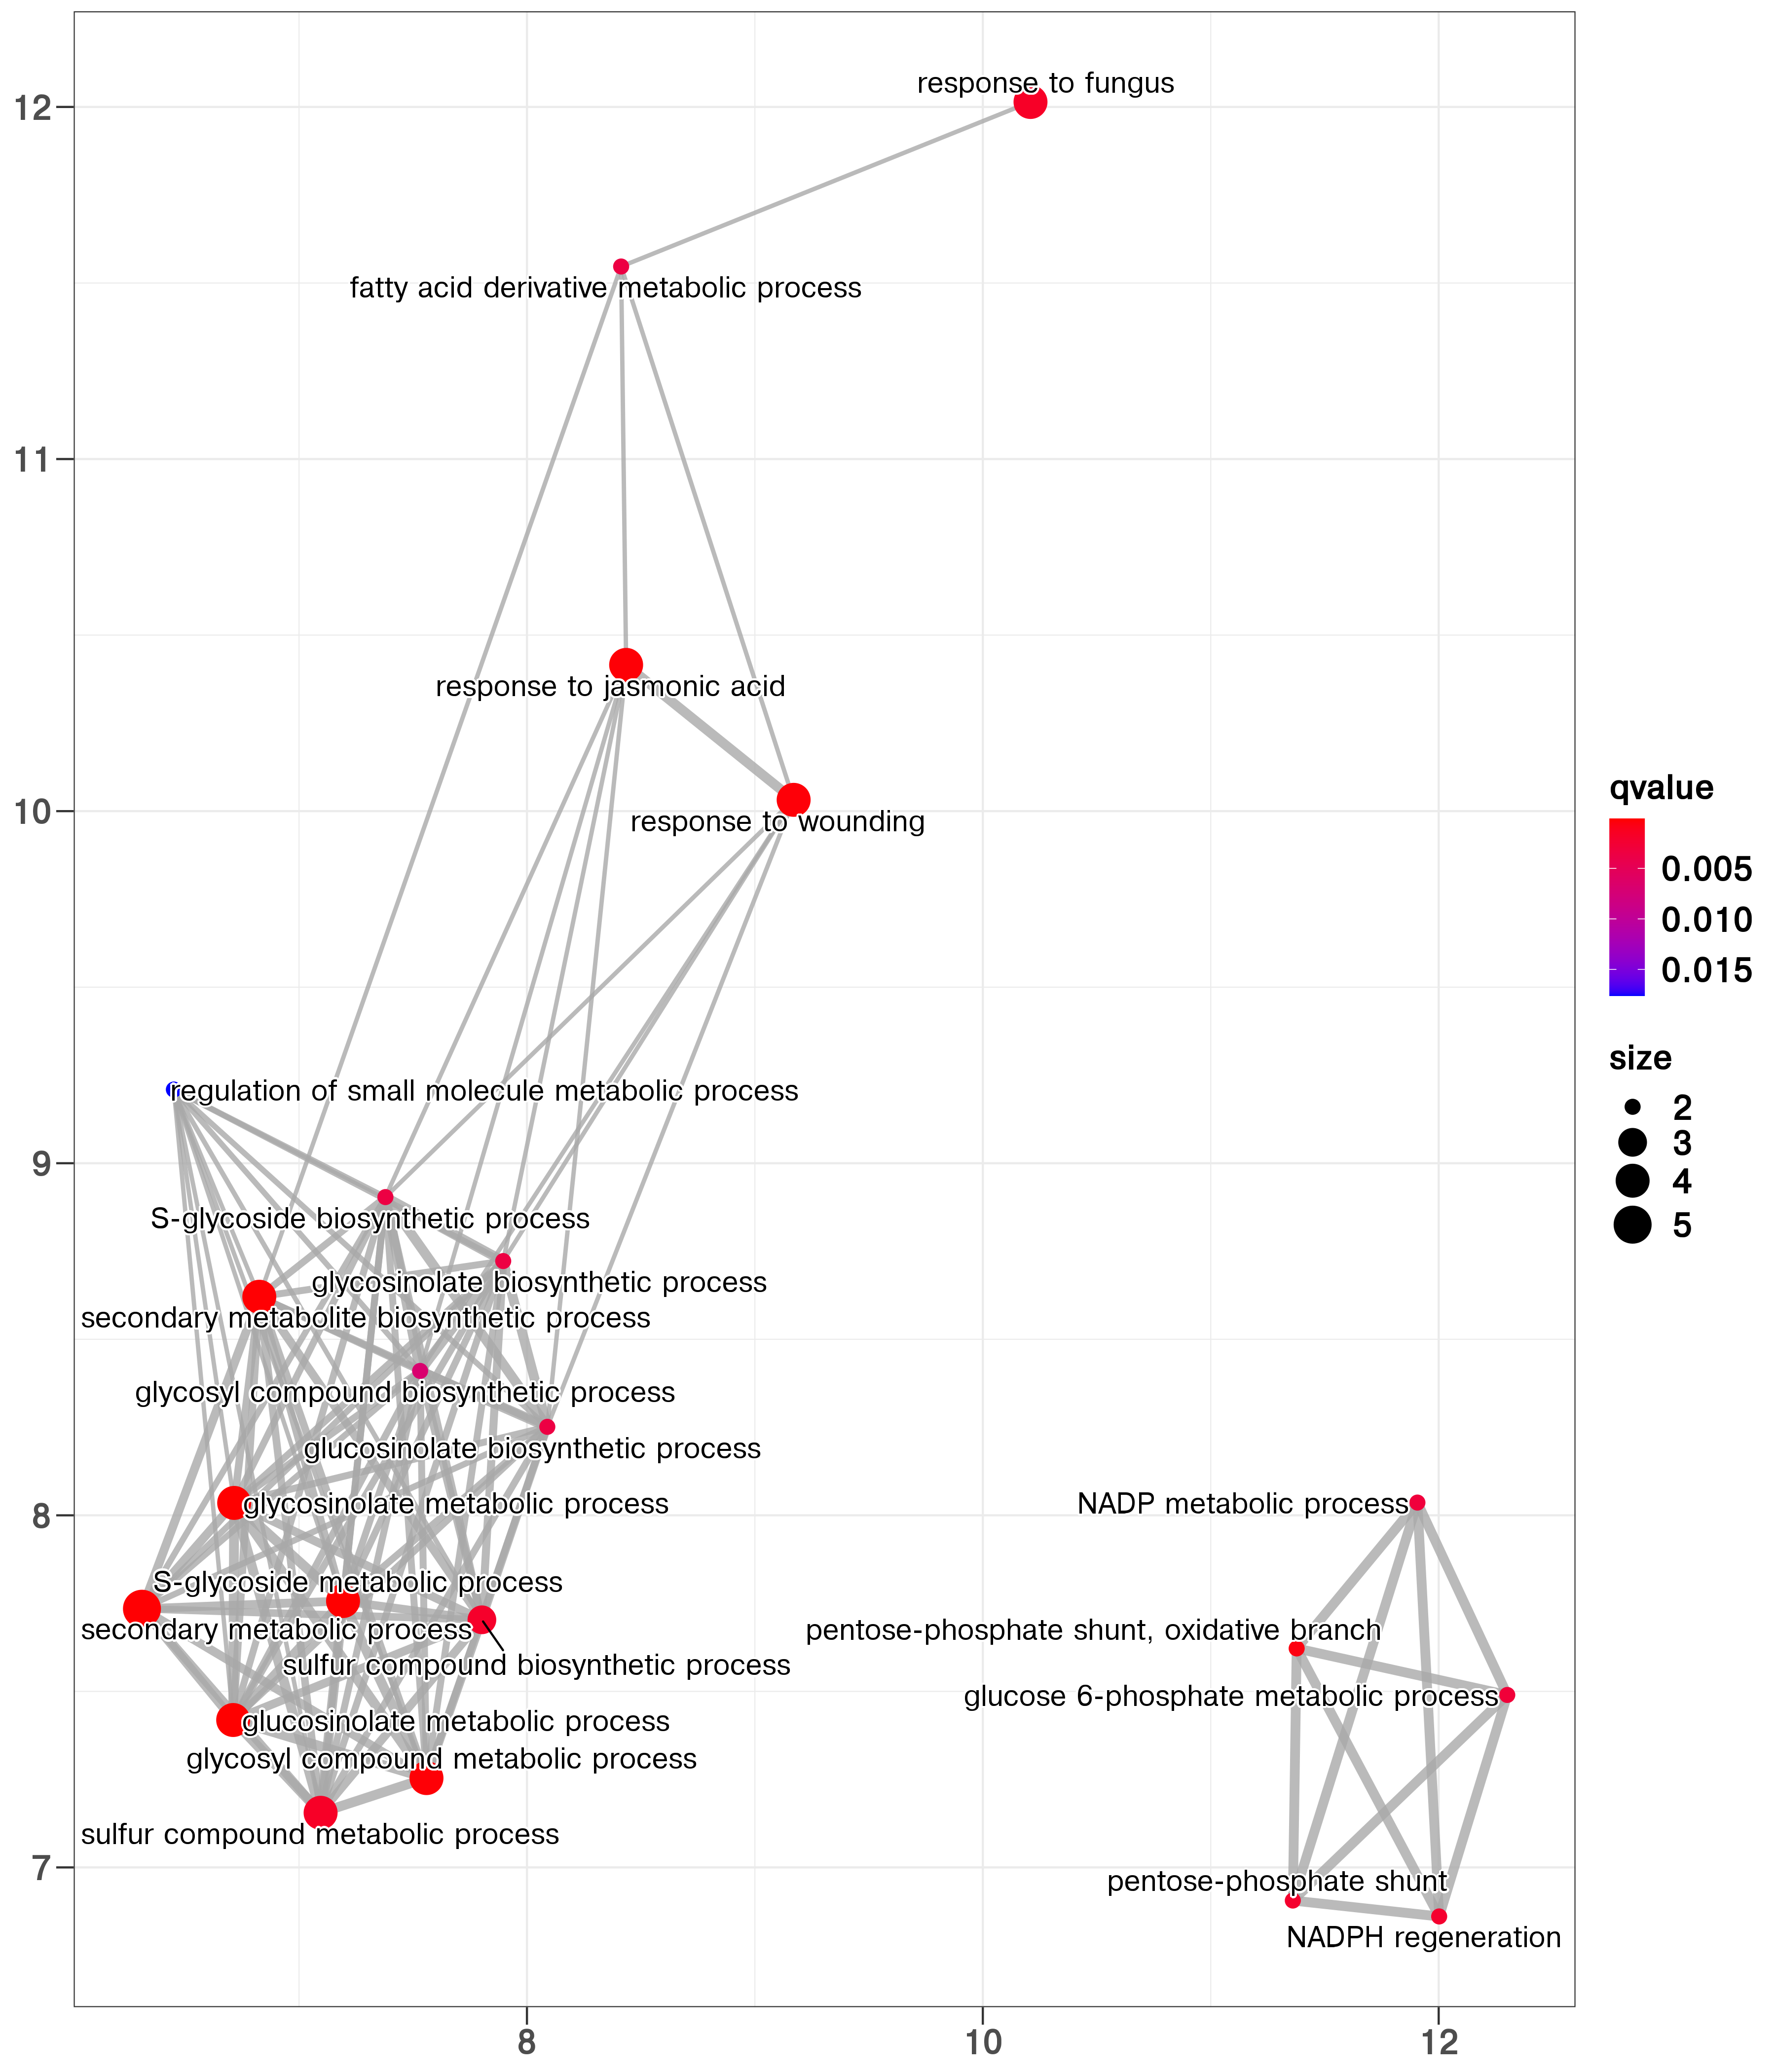 response to fungus
12
fatty acid derivative metabolic process
11
response to jasmonic acid
10
response to wounding
regulation of small molecule metabolic process
9
S-glycoside biosynthetic process
glycosinolate biosynthetic process
secondary metabolite biosynthetic process
glycosyl compound biosynthetic process
glucosinolate biosynthetic process
8
glycosinolate metabolic process
NADP metabolic process
S-glycoside metabolic process
secondary metabolic process
pentose-phosphate shunt, oxidative branch
sulfur compound biosynthetic process
glucose 6-phosphate metabolic process
glucosinolate metabolic process
glycosyl compound metabolic process
sulfur compound metabolic process
7
pentose-phosphate shunt
NADPH regeneration
8
10
12
qvalue
0.005
0.010
0.015
size
2
3
4
5